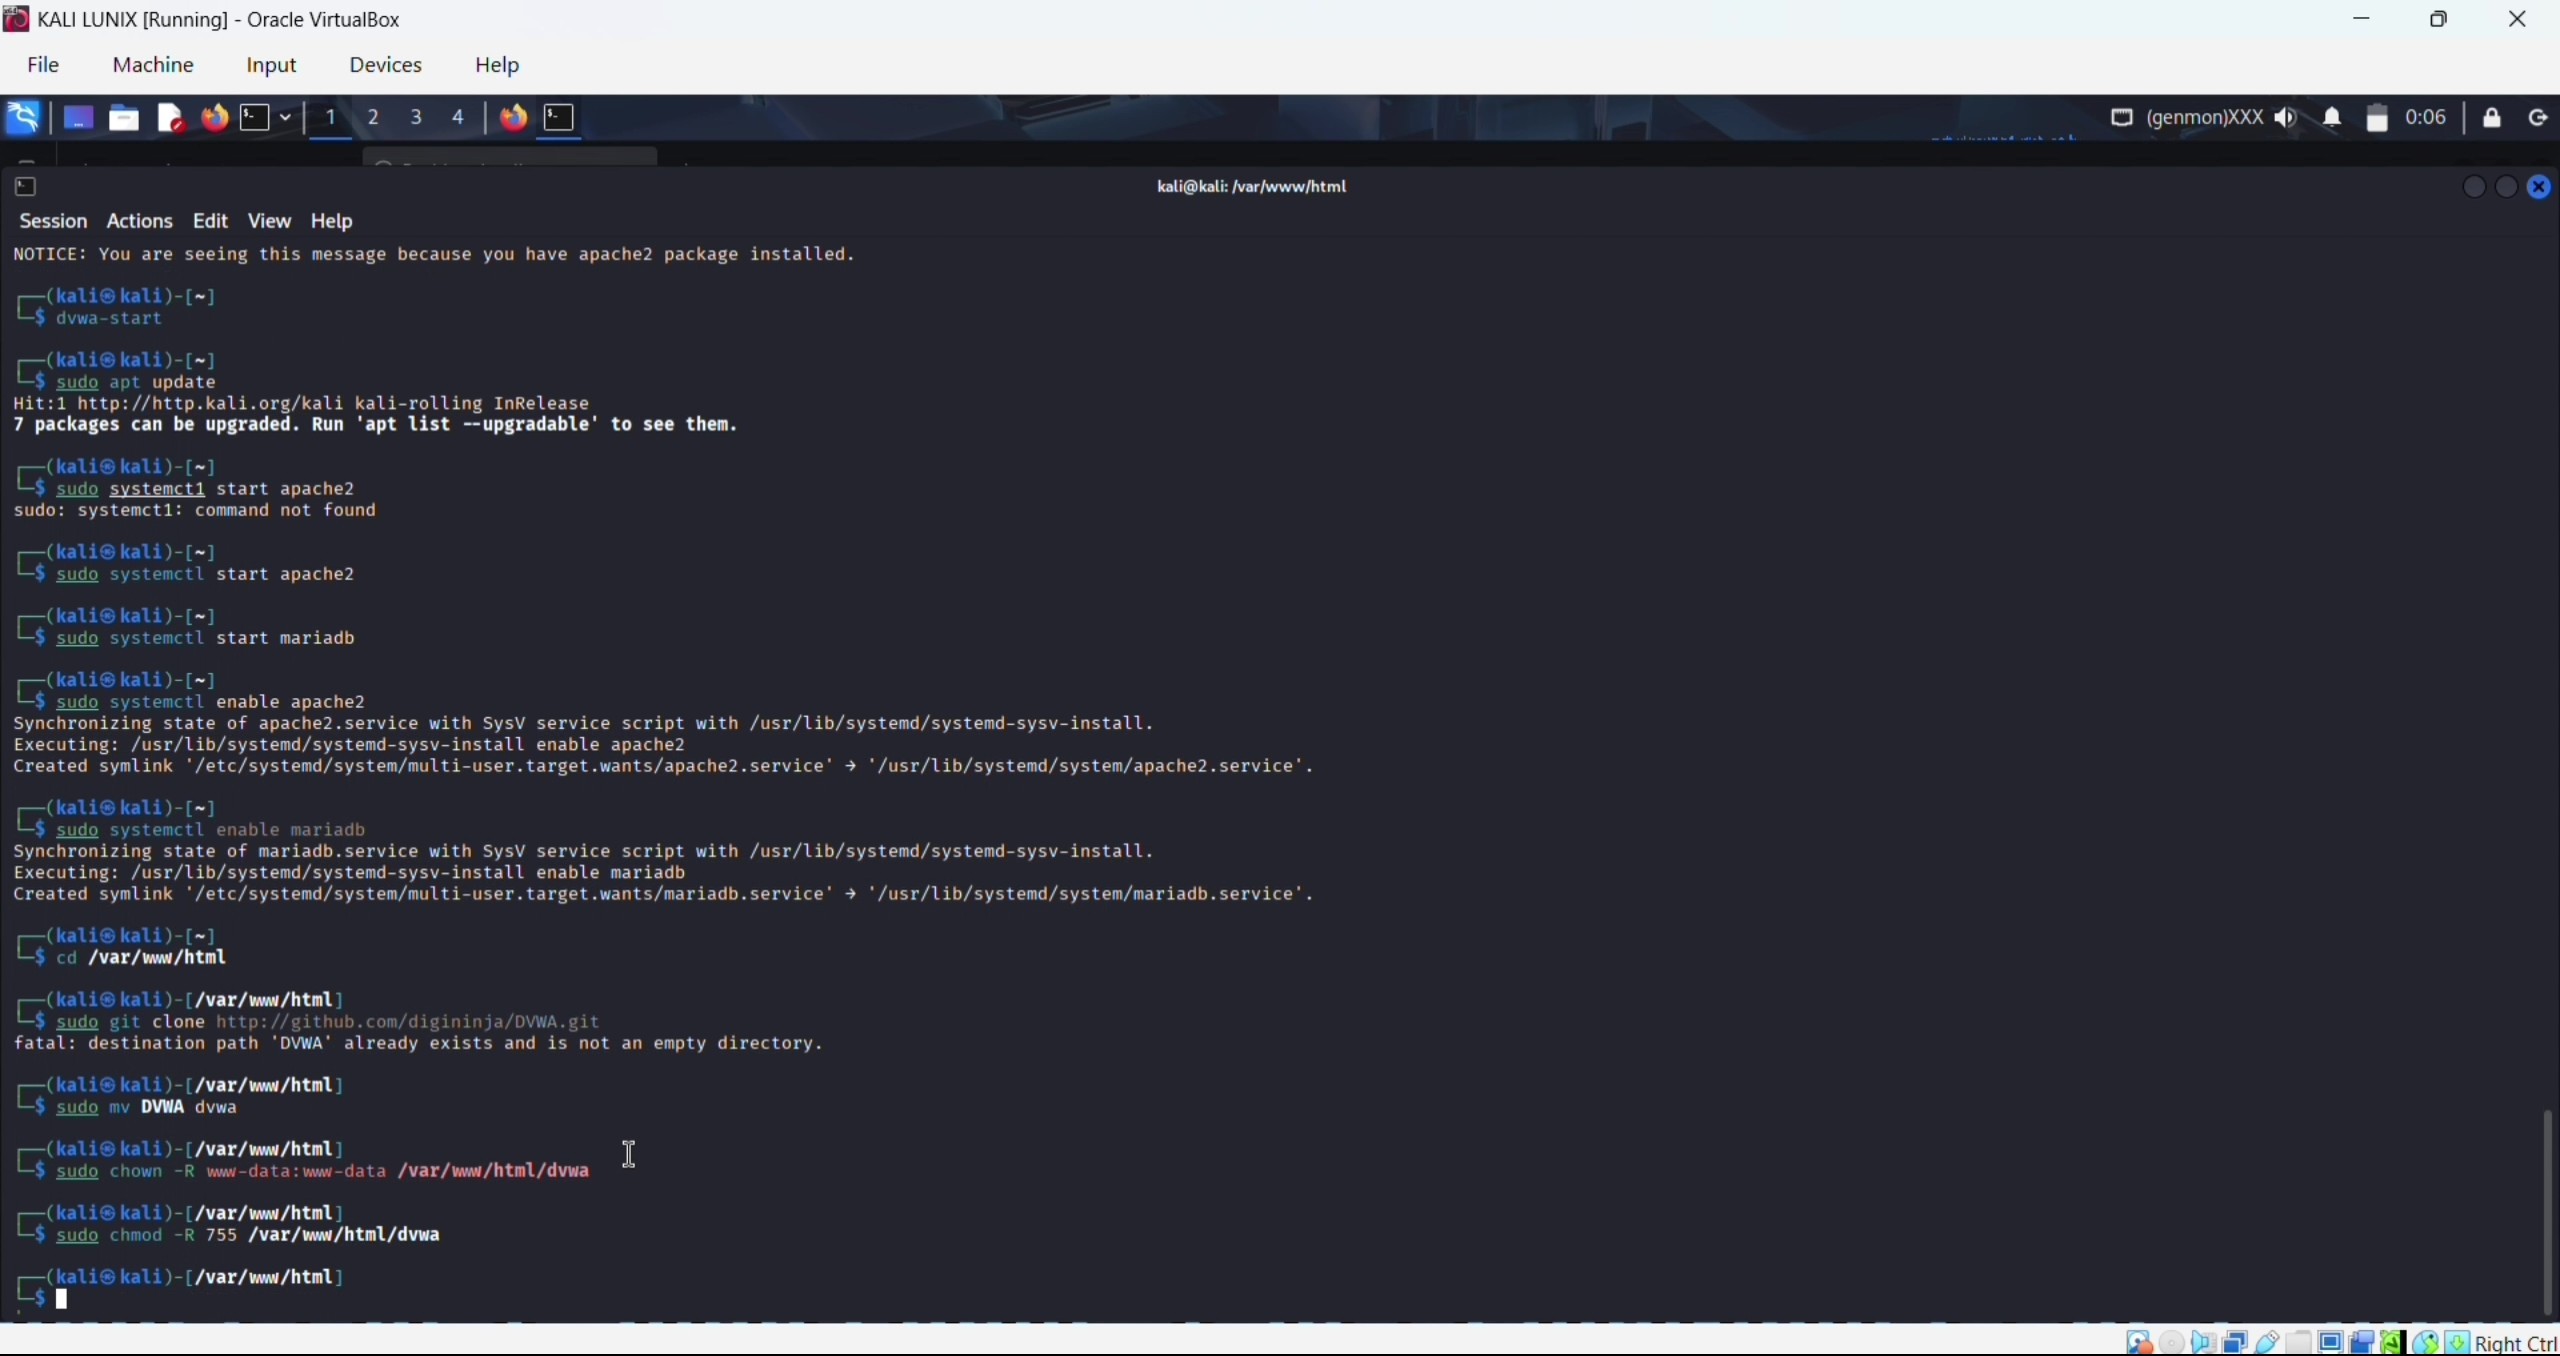 KALI LUNIX [Running] - Oracle VirtualBox
File Machine Input Devices Help
1 2 3 4 (genmon)XXX 0:06
kali@kali: /var/www/html
Session Actions Edit View Help
NOTICE: You are seeing this message because you have apache2 package installed.
┌──(kali㉿kali)-[~]
└─$ dvwa-start
┌──(kali㉿kali)-[~]
└─$ sudo apt update
Hit:1 http://http.kali.org/kali kali-rolling InRelease
7 packages can be upgraded. Run 'apt list --upgradable' to see them.
┌──(kali㉿kali)-[~]
└─$ sudo systemct1 start apache2
sudo: systemct1: command not found
┌──(kali㉿kali)-[~]
└─$ sudo systemctl start apache2
┌──(kali㉿kali)-[~]
└─$ sudo systemctl start mariadb
┌──(kali㉿kali)-[~]
└─$ sudo systemctl enable apache2
Synchronizing state of apache2.service with SysV service script with /usr/lib/systemd/systemd-sysv-install.
Executing: /usr/lib/systemd/systemd-sysv-install enable apache2
Created symlink '/etc/systemd/system/multi-user.target.wants/apache2.service' → '/usr/lib/systemd/system/apache2.service'.
┌──(kali㉿kali)-[~]
└─$ sudo systemctl enable mariadb
Synchronizing state of mariadb.service with SysV service script with /usr/lib/systemd/systemd-sysv-install.
Executing: /usr/lib/systemd/systemd-sysv-install enable mariadb
Created symlink '/etc/systemd/system/multi-user.target.wants/mariadb.service' → '/usr/lib/systemd/system/mariadb.service'.
┌──(kali㉿kali)-[~]
└─$ cd /var/www/html
┌──(kali㉿kali)-[/var/www/html]
└─$ sudo git clone http://github.com/digininja/DVWA.git
fatal: destination path 'DVWA' already exists and is not an empty directory.
┌──(kali㉿kali)-[/var/www/html]
└─$ sudo mv DVWA dvwa
┌──(kali㉿kali)-[/var/www/html]
└─$ sudo chown -R www-data:www-data /var/www/html/dvwa
┌──(kali㉿kali)-[/var/www/html]
└─$ sudo chmod -R 755 /var/www/html/dvwa
┌──(kali㉿kali)-[/var/www/html]
└─$
Right Ctrl